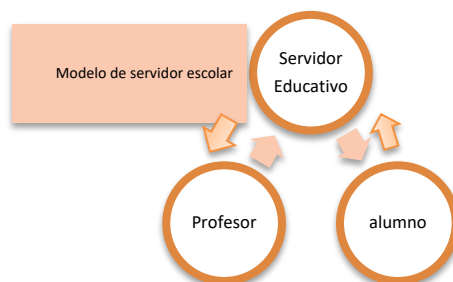 Modelo de servidor escolar
Servidor
Educativo
Profesor
alumno